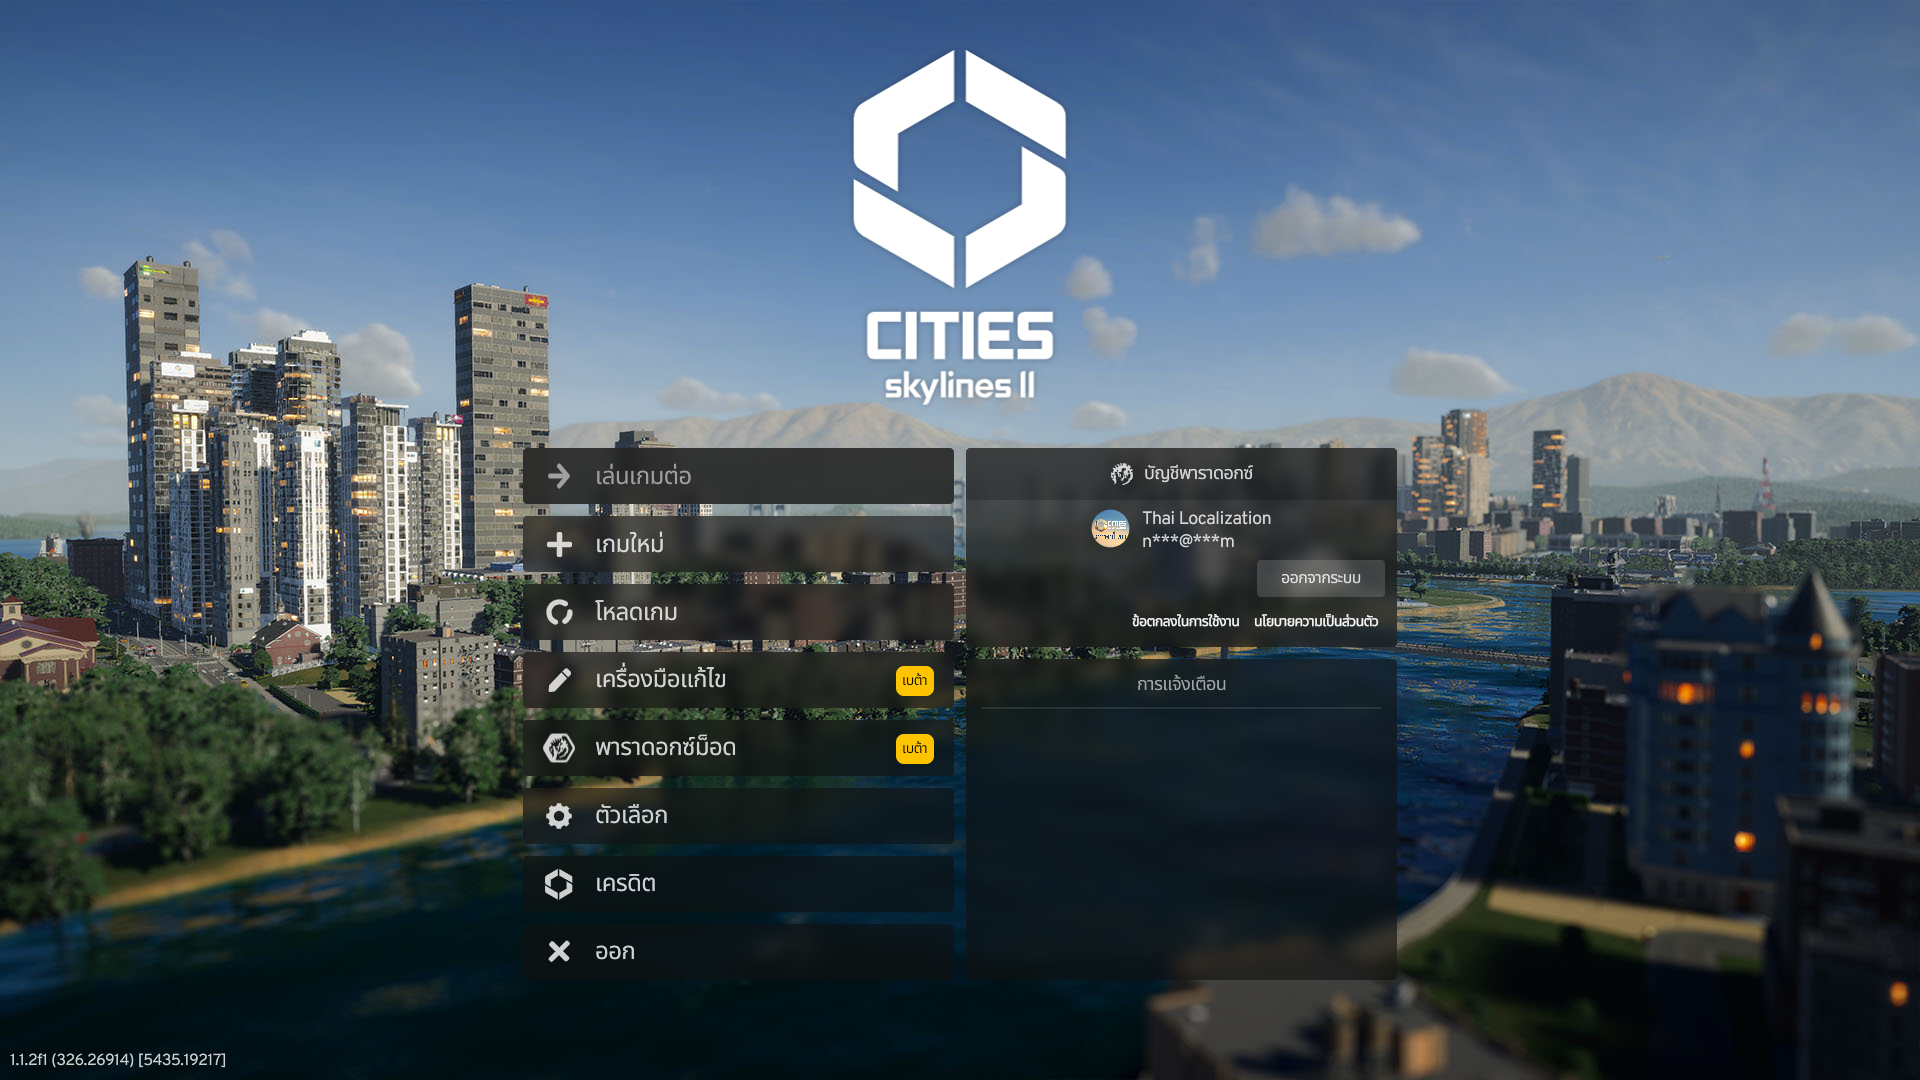 CITIES
skylines II
เล่นเกมต่อ
เกมใหม่
โหลดเกม
เครื่องมือแก้ไข
เบต้า
พาราดอกซ์ม็อด
เบต้า
ตัวเลือก
เครดิต
ออก
บัญชีพาราดอกซ์
Thai Localization
n***@***m
ออกจากระบบ
ข้อตกลงในการใช้งาน นโยบายความเป็นส่วนตัว
การแจ้งเตือน
1.1.2f1 (326.26914) [5435.19217]